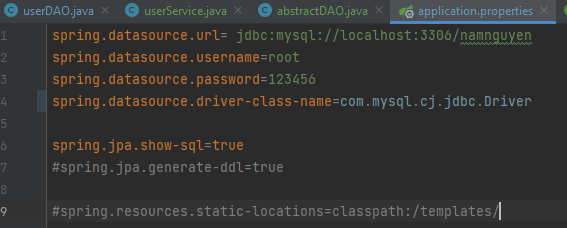 userDAO.java userService.java abstractDAO.java application.properties
1 spring.datasource.url= jdbc:mysql://localhost:3306/namnguyen
2 spring.datasource.username=root
3 spring.datasource.password=123456
4 spring.datasource.driver-class-name=com.mysql.cj.jdbc.Driver
5
6 spring.jpa.show-sql=true
7 #spring.jpa.generate-ddl=true
8
9 #spring.resources.static-locations=classpath:/templates/